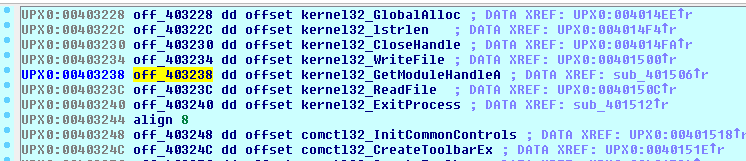 UPX0:00403228 off_403228 dd offset kernel32_GlobalAlloc ; DATA XREF: UPX0:004014EE↑r
UPX0:0040322C off_40322C dd offset kernel32_lstrlen ; DATA XREF: UPX0:004014F4↑r
UPX0:00403230 off_403230 dd offset kernel32_CloseHandle ; DATA XREF: UPX0:004014FA↑r
UPX0:00403234 off_403234 dd offset kernel32_WriteFile ; DATA XREF: UPX0:00401500↑r
UPX0:00403238 off_403238 dd offset kernel32_GetModuleHandleA ; DATA XREF: sub_401506↑r
UPX0:0040323C off_40323C dd offset kernel32_ReadFile ; DATA XREF: UPX0:0040150C↑r
UPX0:00403240 off_403240 dd offset kernel32_ExitProcess ; DATA XREF: sub_401512↑r
UPX0:00403244 align 8
UPX0:00403248 off_403248 dd offset comctl32_InitCommonControls ; DATA XREF: UPX0:00401518↑r
UPX0:0040324C off_40324C dd offset comctl32_CreateToolbarEx ; DATA XREF: UPX0:0040151E↑r